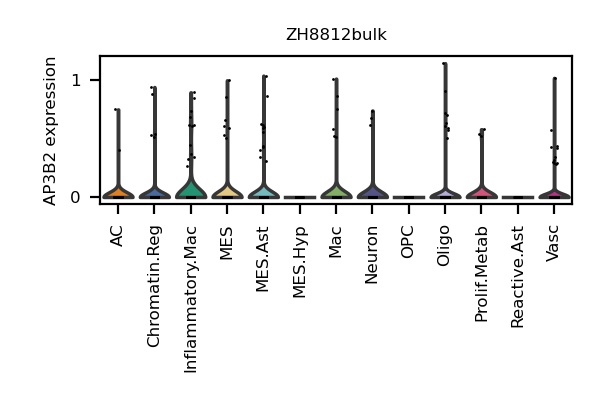 ZH8812bulk
AP3B2 expression
1
0
AC
Chromatin.Reg
Inflammatory.Mac
MES
MES.Ast
MES.Hyp
Mac
Neuron
OPC
Oligo
Prolif.Metab
Reactive.Ast
Vasc